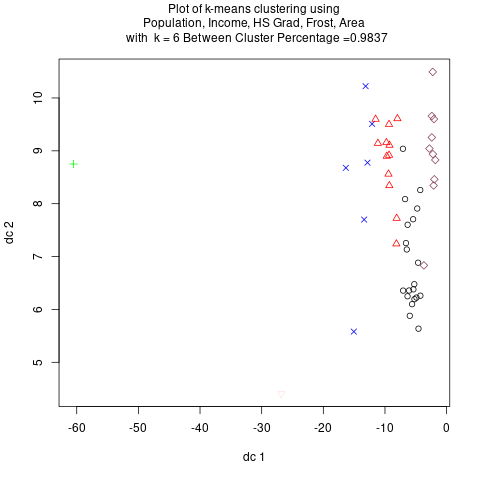 Plot of k-means clustering using
Population, Income, HS Grad, Frost, Area
with k = 6 Between Cluster Percentage =0.9837
10
9
8
7
6
5
dc 2
-60 -50 -40 -30 -20 -10 0
dc 1